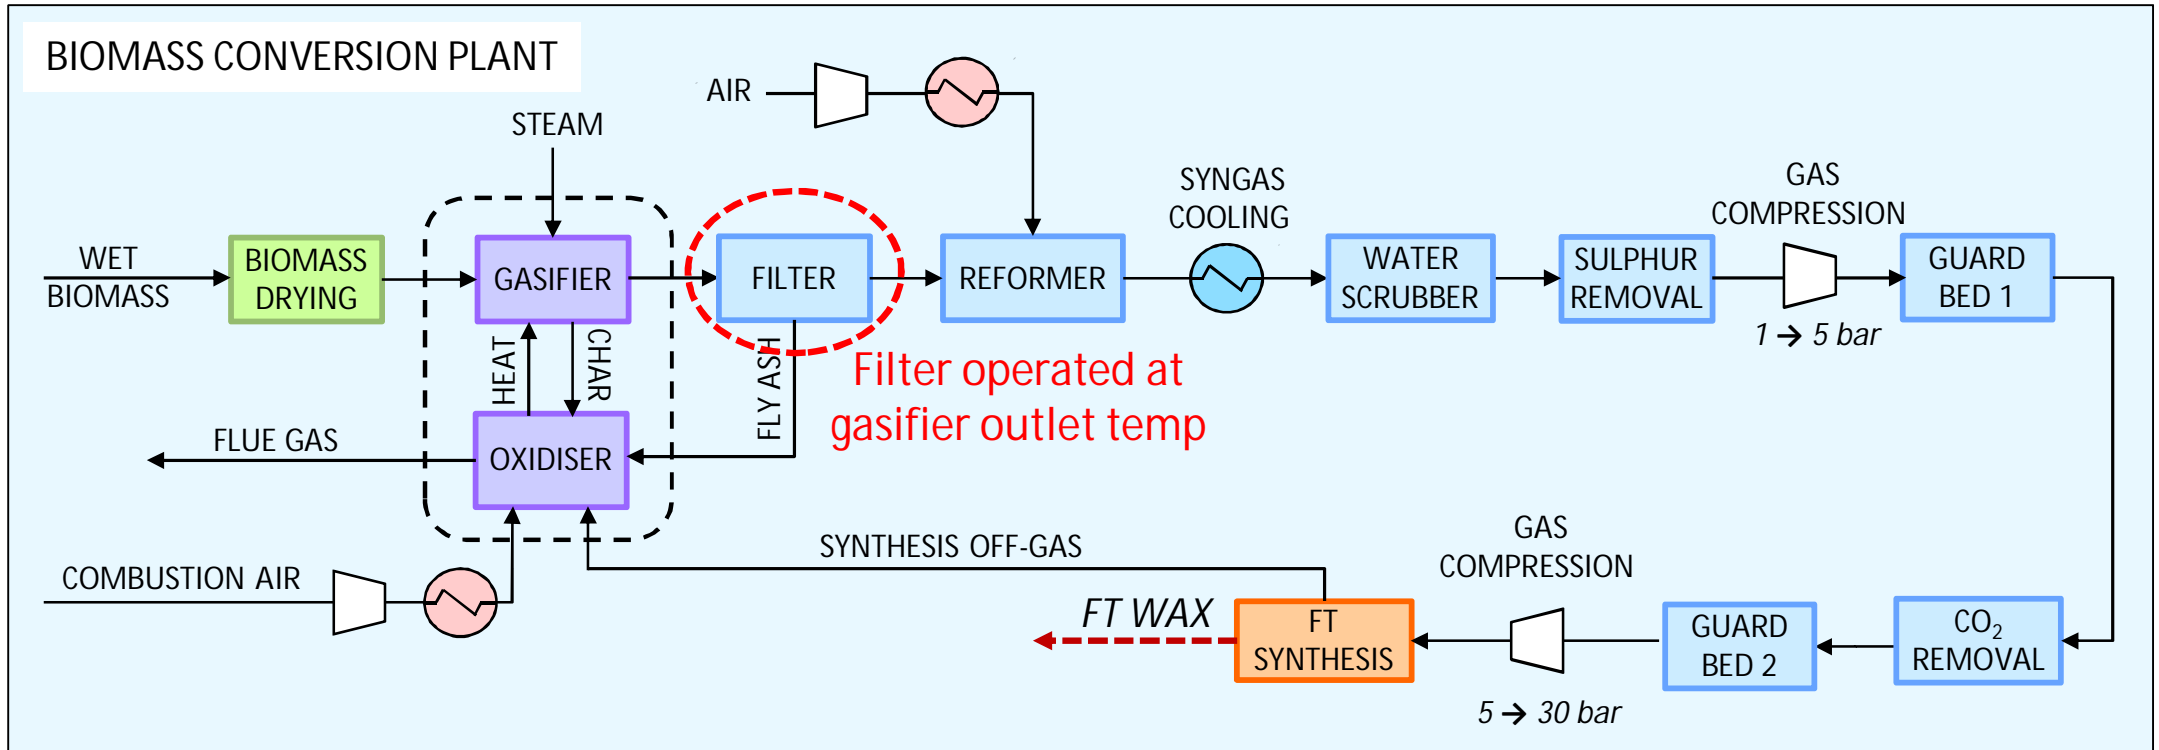 BIOMASS CONVERSION PLANT
AIR
STEAM
SYNGAS
COOLING
GAS
COMPRESSION
WET
BIOMASS
BIOMASS
DRYING
GASIFIER
FILTER
REFORMER
WATER
SCRUBBER
SULPHUR
REMOVAL
1 → 5 bar
GUARD
BED 1
HEAT
CHAR
FLY ASH
Filter operated at
gasifier outlet temp
FLUE GAS
OXIDISER
COMBUSTION AIR
SYNTHESIS OFF-GAS
FT WAX
FT
SYNTHESIS
GAS
COMPRESSION
5 → 30 bar
GUARD
BED 2
CO₂
REMOVAL